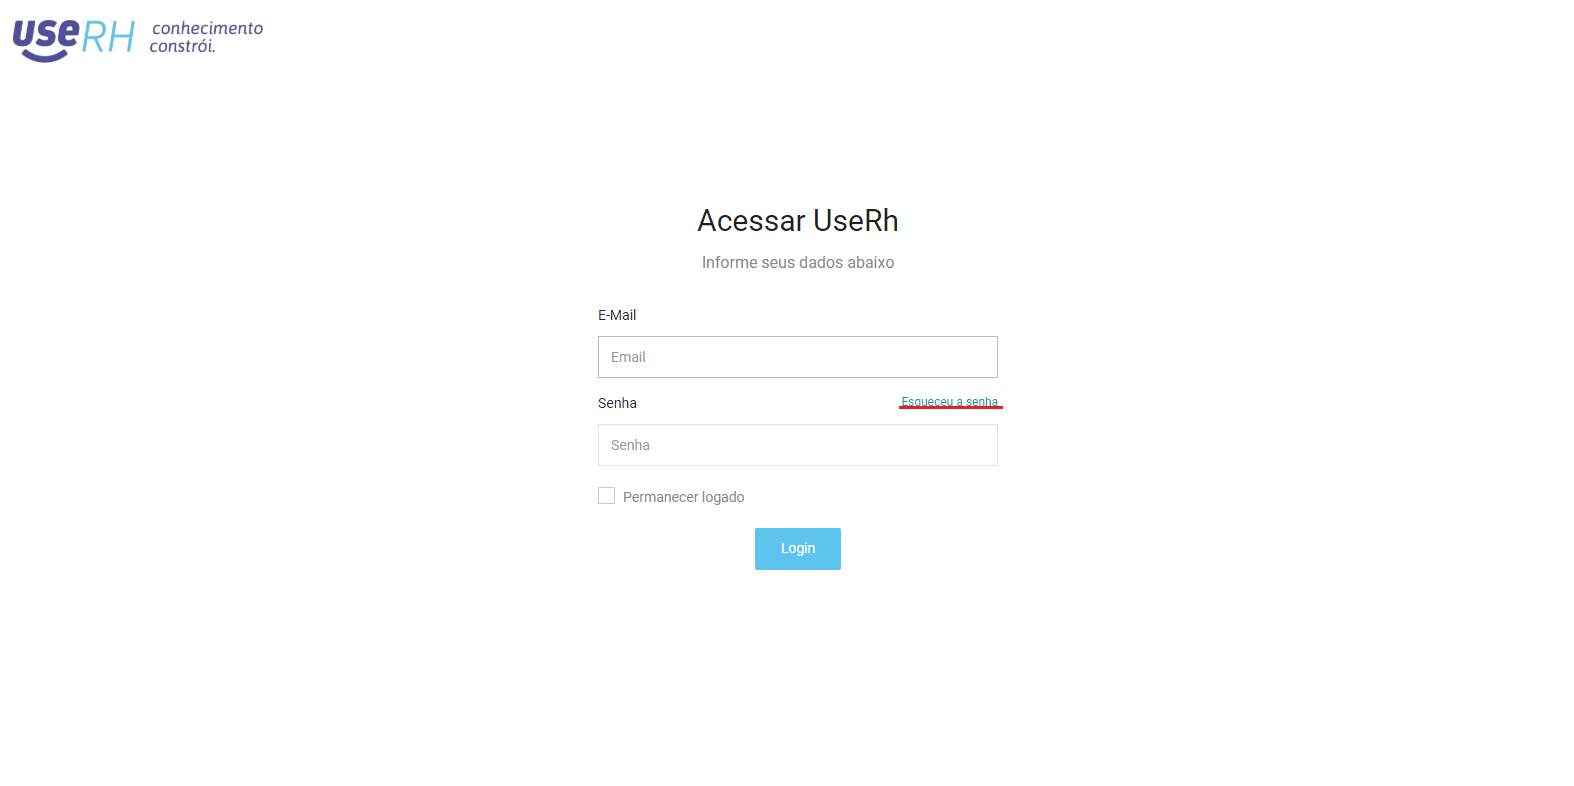 useRH conhecimento
constrói.
Acessar UseRh
Informe seus dados abaixo
E-Mail
Email
Senha
Esqueceu a senha
Senha
Permanecer logado
Login